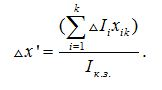 △x' = (∑_{i=1}^{k} △I_i x_{ik}) / I_{к.з.} .